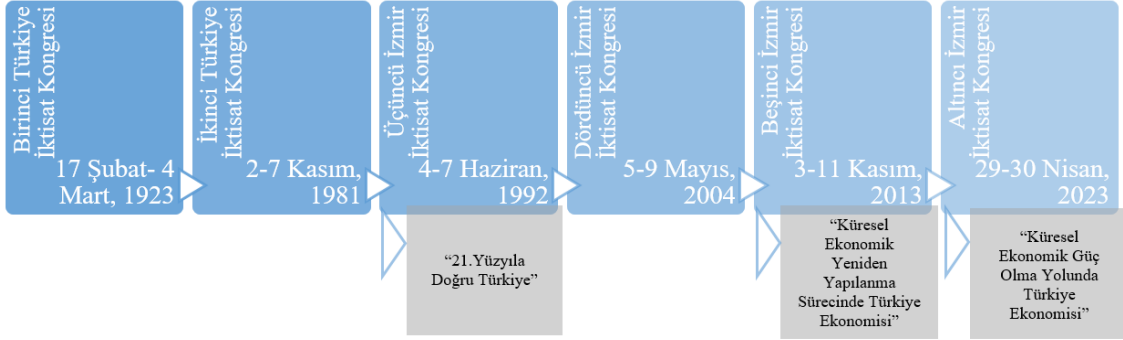 Birinci Türkiye
İktisat Kongresi
17 Şubat- 4
Mart, 1923
İkinci Türkiye
İktisat Kongresi
2-7 Kasım,
1981
Üçüncü İzmir
İktisat Kongresi
4-7 Haziran,
1992
“21.Yüzyıla
Doğru Türkiye”
Dördüncü İzmir
İktisat Kongresi
5-9 Mayıs,
2004
Beşinci İzmir
İktisat Kongresi
3-11 Kasım,
2013
“Küresel
Ekonomik
Yeniden
Yapılanma
Sürecinde Türkiye
Ekonomisi”
Altıncı İzmir
İktisat Kongresi
29-30 Nisan,
2023
“Küresel
Ekonomik Güç
Olma Yolunda
Türkiye
Ekonomisi”